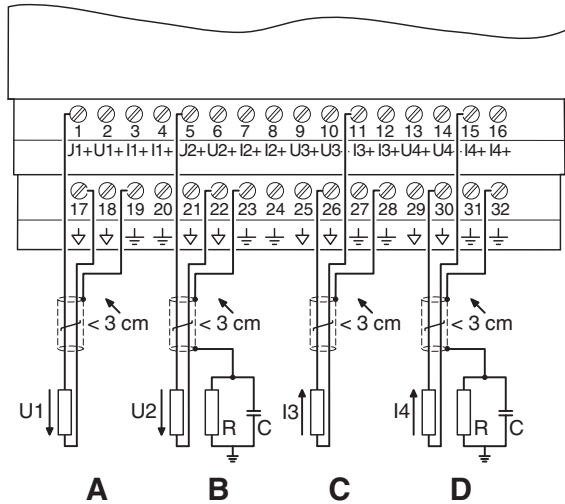 1 2 3 4 5 6 7 8 9 10 11 12 13 14 15 16
U1+ U1+ I1+ I1+ U2+ U2+ I2+ I2+ U3+ U3+ I3+ I3+ U4+ U4+ I4+ I4+
17 18 19 20 21 22 23 24 25 26 27 28 29 30 31 32
< 3 cm < 3 cm < 3 cm < 3 cm
U1 U2 R C I3 I4 R C
A B C D